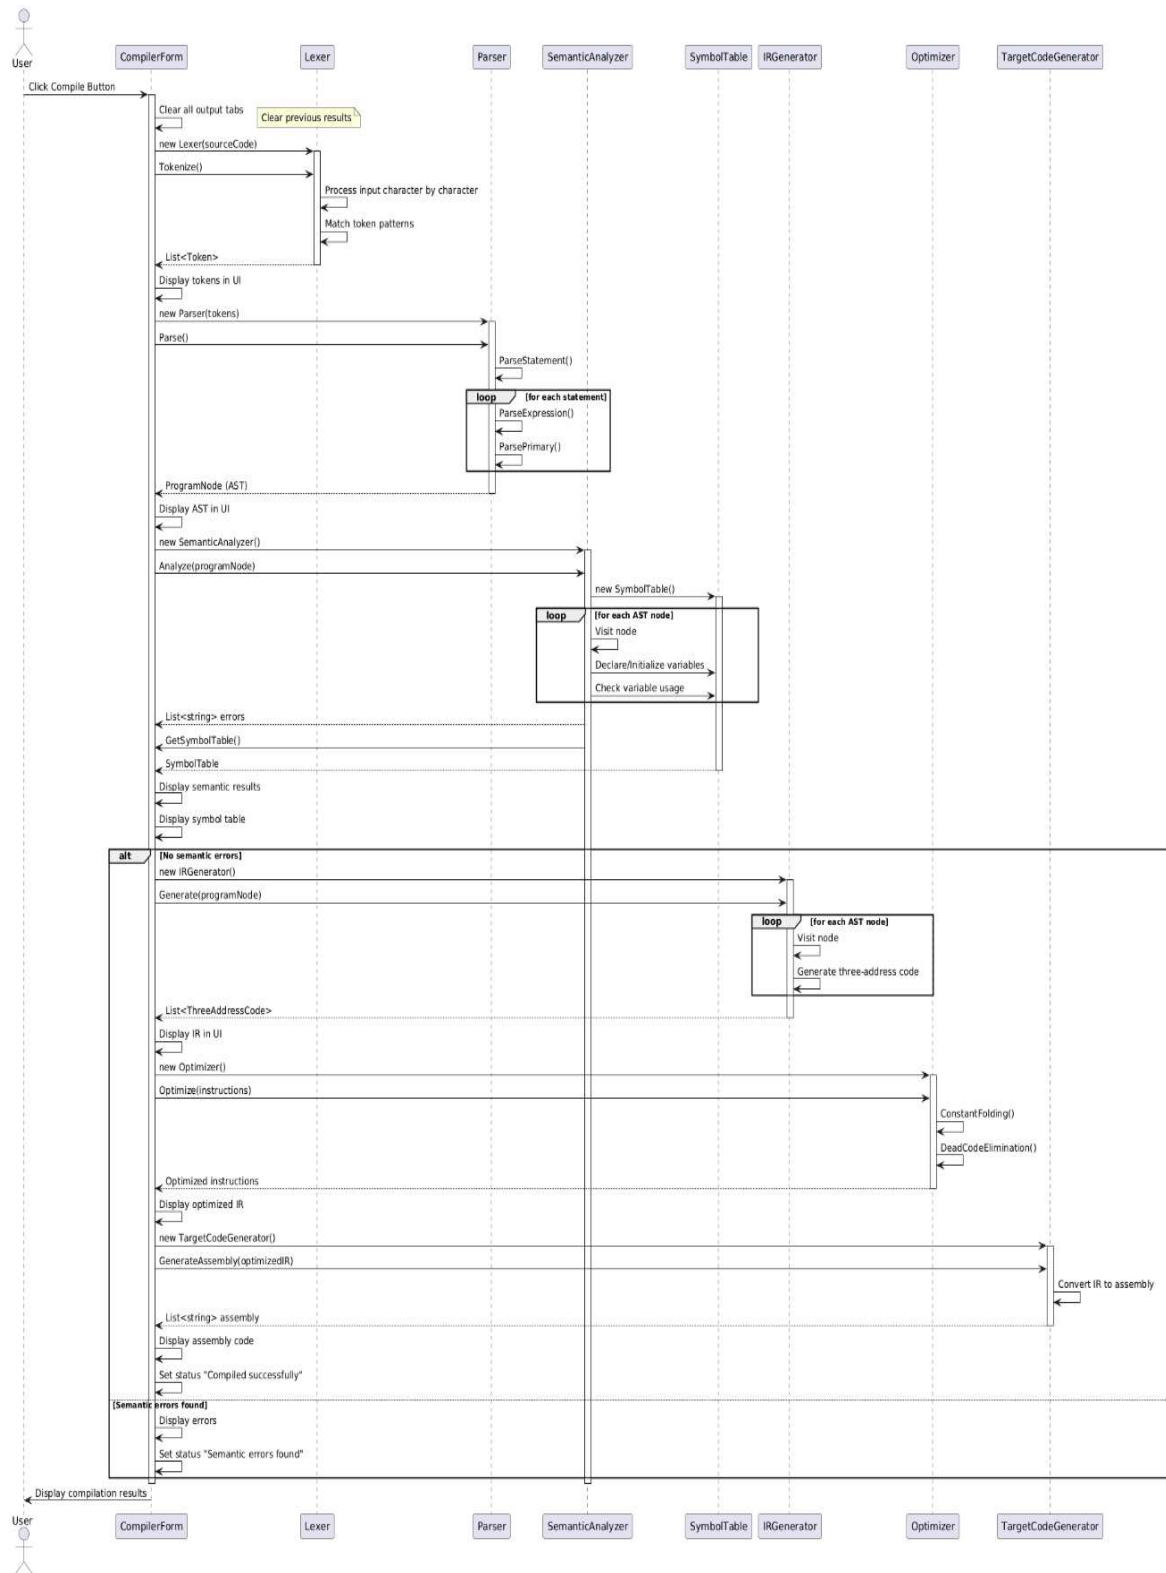 User
CompilerForm
Lexer
Parser
SemanticAnalyzer
SymbolTable
IRGenerator
Optimizer
TargetCodeGenerator
Click Compile Button
Clear all output tabs
Clear previous results
new Lexer(sourceCode)
Tokenize()
Process input character by character
Match token patterns
List<Token>
Display tokens in UI
new Parser(tokens)
Parse()
ParseStatement()
loop [for each statement]
ParseExpression()
ParsePrimary()
ProgramNode (AST)
Display AST in UI
new SemanticAnalyzer()
Analyze(programNode)
new SymbolTable()
loop [for each AST node]
Visit node
Declare/Initialize variables
Check variable usage
List<string> errors
GetSymbolTable()
SymbolTable
Display semantic results
Display symbol table
alt [No semantic errors]
new IRGenerator()
Generate(programNode)
loop [for each AST node]
Visit node
Generate three-address code
List<ThreeAddressCode>
Display IR in UI
new Optimizer()
Optimize(instructions)
ConstantFolding()
DeadCodeElimination()
Optimized instructions
Display optimized IR
new TargetCodeGenerator()
GenerateAssembly(optimizedIR)
Convert IR to assembly
List<string> assembly
Display assembly code
Set status "Compiled successfully"
[Semantic errors found]
Display errors
Set status "Semantic errors found"
Display compilation results
User
CompilerForm
Lexer
Parser
SemanticAnalyzer
SymbolTable
IRGenerator
Optimizer
TargetCodeGenerator